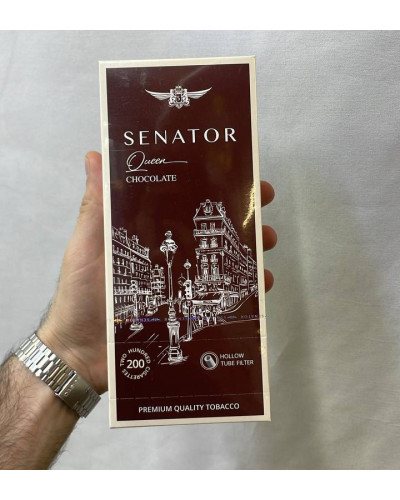 SENATOR
Queen
CHOCOLATE
TWO HUNDRED CIGARETTES
200
HOLLOW
TUBE FILTER
PREMIUM QUALITY TOBACCO